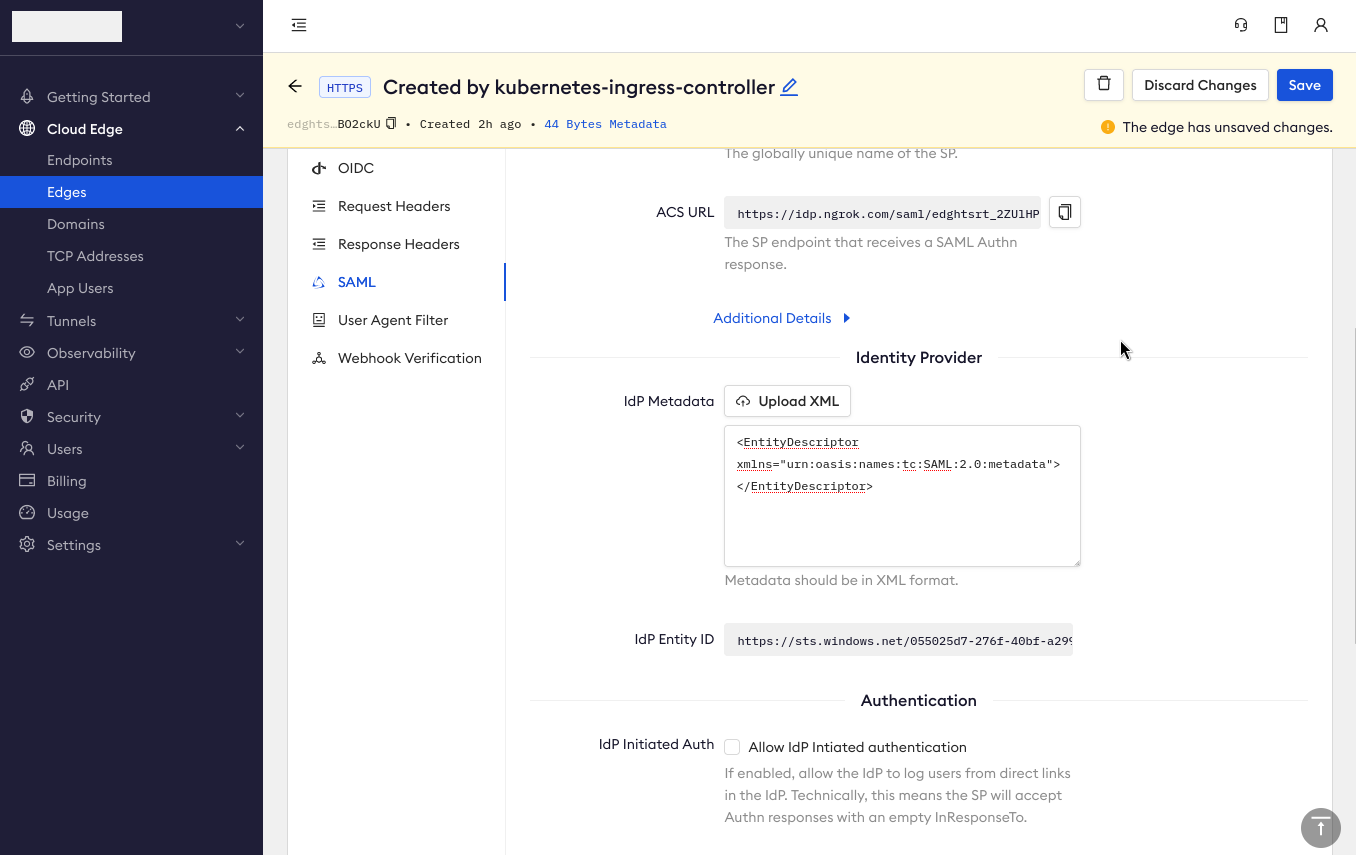 Getting Started
Cloud Edge
Endpoints
Edges
Domains
TCP Addresses
App Users
Tunnels
Observability
API
Security
Users
Billing
Usage
Settings
HTTPS Created by kubernetes-ingress-controller
Discard Changes
Save
edghts…BO2ckU • Created 2h ago • 44 Bytes Metadata
The edge has unsaved changes.
OIDC
Request Headers
Response Headers
SAML
User Agent Filter
Webhook Verification
The globally unique name of the SP.
ACS URL https://idp.ngrok.com/saml/edghtsrt_2ZU1HP
The SP endpoint that receives a SAML Authn
response.
Additional Details
Identity Provider
IdP Metadata Upload XML
<EntityDescriptor
xmlns="urn:oasis:names:tc:SAML:2.0:metadata">
</EntityDescriptor>
Metadata should be in XML format.
IdP Entity ID https://sts.windows.net/055025d7-276f-40bf-a299
Authentication
IdP Initiated Auth Allow IdP Intiated authentication
If enabled, allow the IdP to log users from direct links
in the IdP. Technically, this means the SP will accept
Authn responses with an empty InResponseTo.